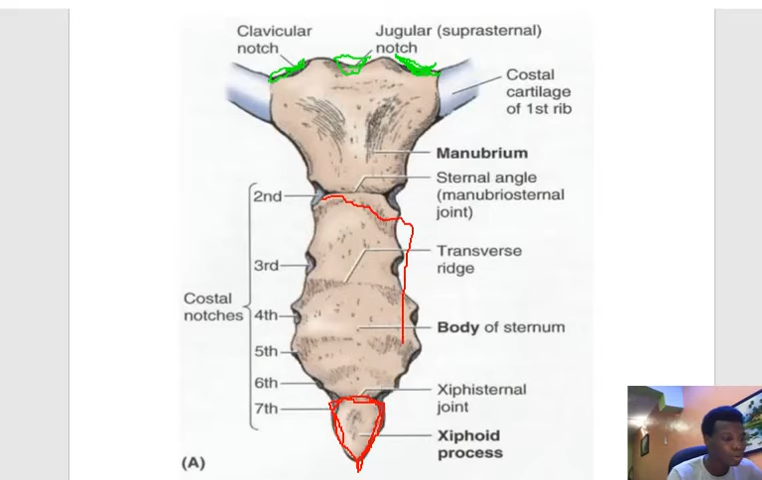 Clavicular
notch
Jugular (suprasternal)
notch
Costal
cartilage
of 1st rib
Manubrium
Sternal angle
(manubriosternal
joint)
2nd
Transverse
ridge
3rd
Costal
notches
4th
Body of sternum
5th
6th
Xiphisternal
joint
7th
Xiphoid
process
(A)